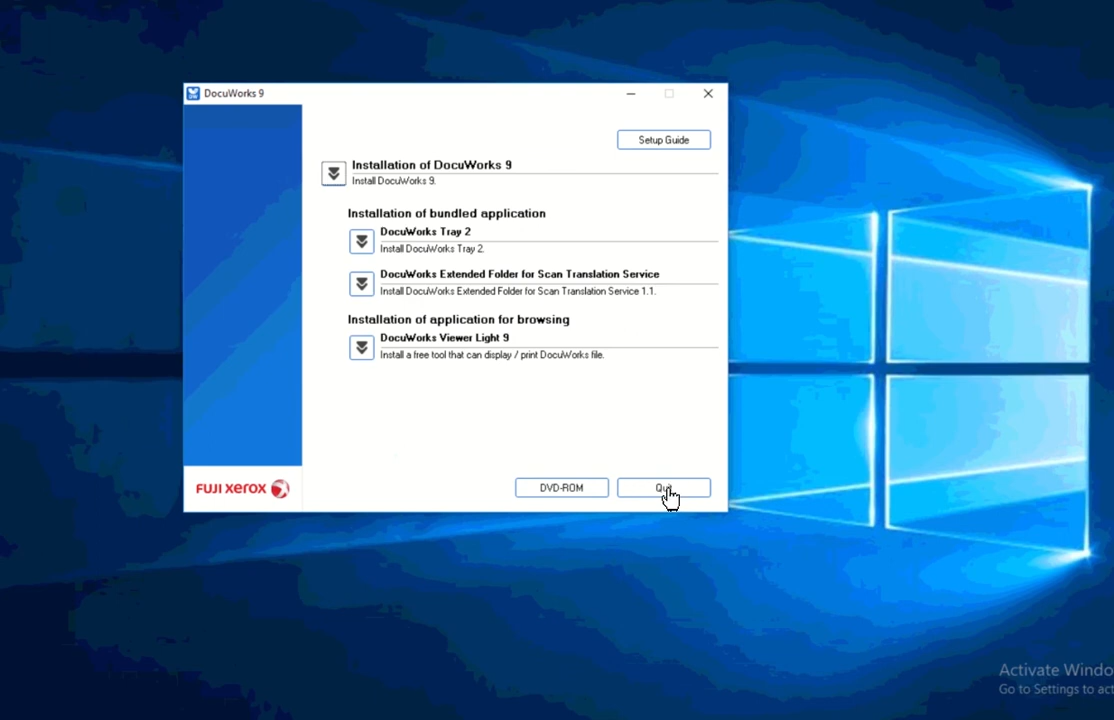 DocuWorks 9
Setup Guide
Installation of DocuWorks 9
Install DocuWorks 9.
Installation of bundled application
DocuWorks Tray 2
Install DocuWorks Tray 2.
DocuWorks Extended Folder for Scan Translation Service
Install DocuWorks Extended Folder for Scan Translation Service 1.1.
Installation of application for browsing
DocuWorks Viewer Light 9
Install a free tool that can display / print DocuWorks file.
FUJI xerox
DVD-ROM
Activate Windo
Go to Settings to act